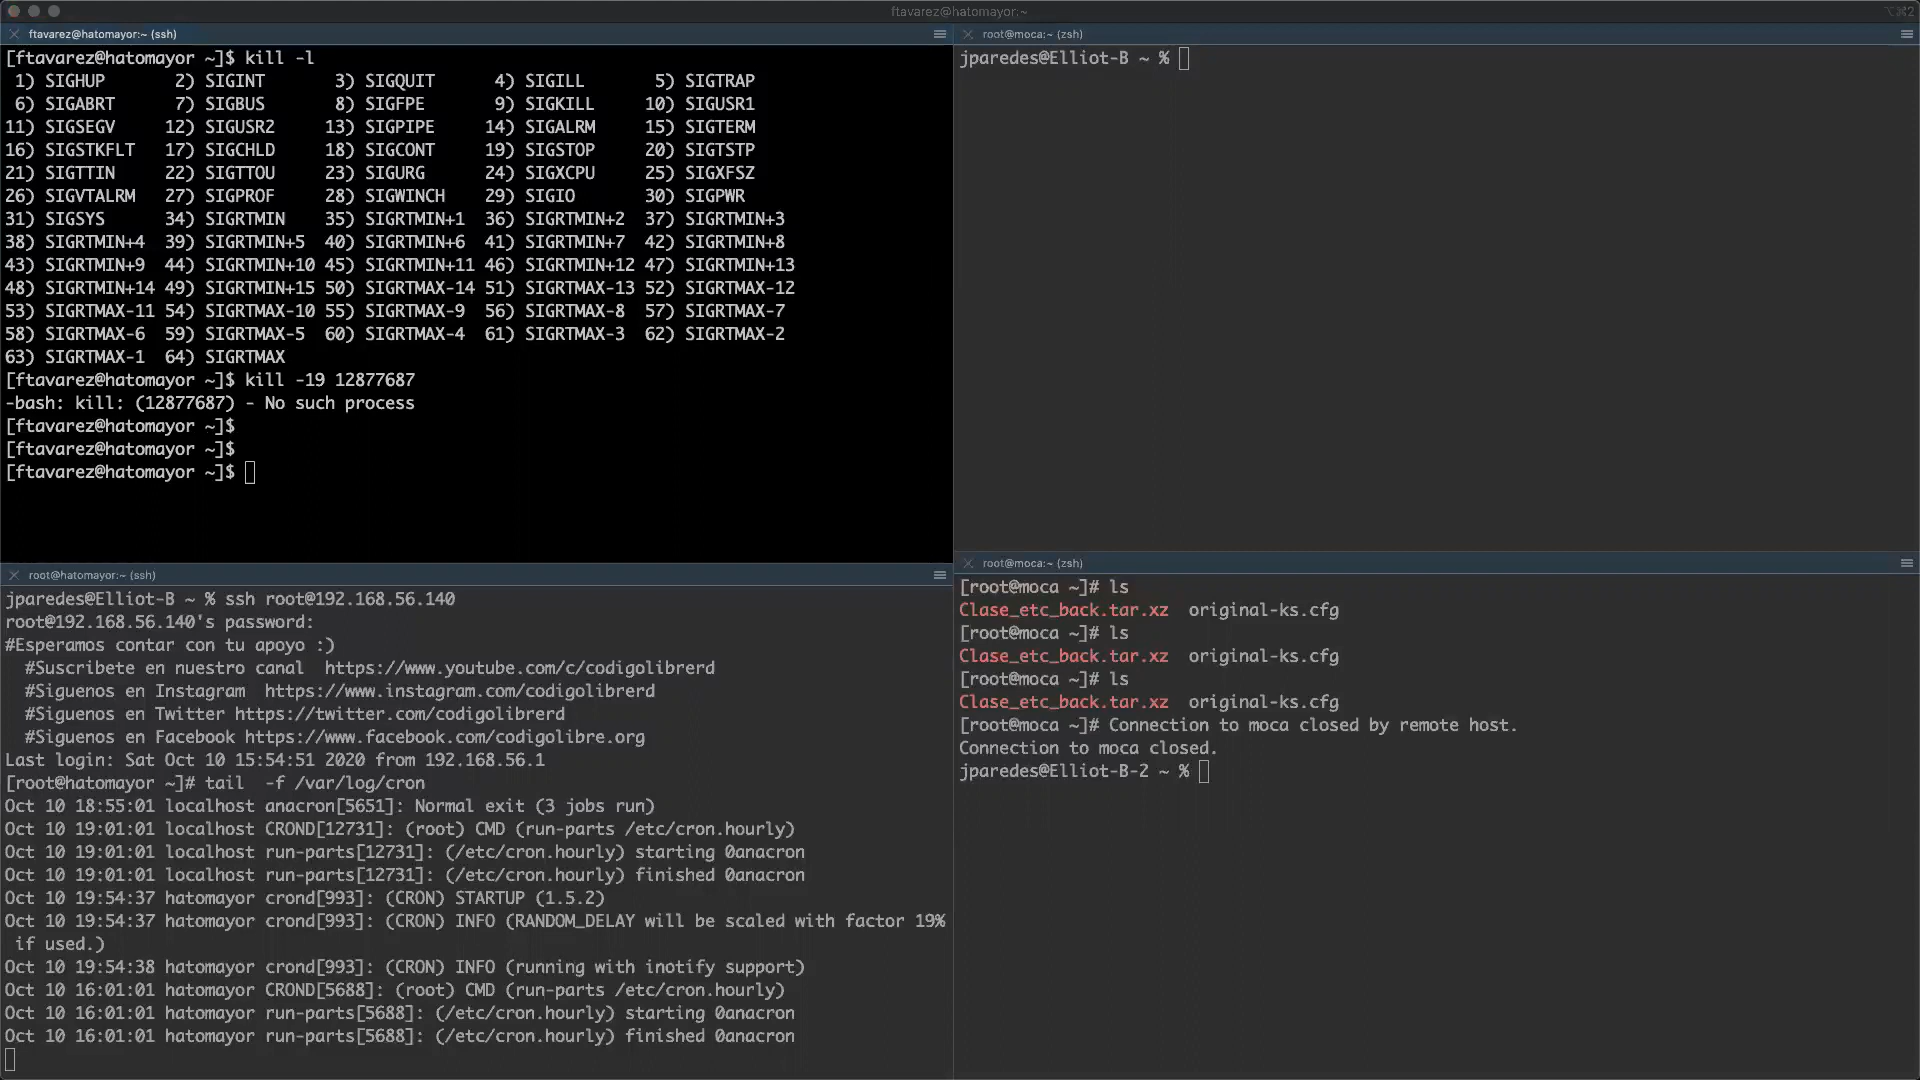 ftavarez@hatomayor:~
⌥⌘2
ftavarez@hatomayor:~ (ssh)
[ftavarez@hatomayor ~]$ kill -l
 1) SIGHUP       2) SIGINT       3) SIGQUIT      4) SIGILL       5) SIGTRAP
 6) SIGABRT      7) SIGBUS       8) SIGFPE       9) SIGKILL     10) SIGUSR1
11) SIGSEGV     12) SIGUSR2     13) SIGPIPE     14) SIGALRM     15) SIGTERM
16) SIGSTKFLT   17) SIGCHLD     18) SIGCONT     19) SIGSTOP     20) SIGTSTP
21) SIGTTIN     22) SIGTTOU     23) SIGURG      24) SIGXCPU     25) SIGXFSZ
26) SIGVTALRM   27) SIGPROF     28) SIGWINCH    29) SIGIO       30) SIGPWR
31) SIGSYS      34) SIGRTMIN    35) SIGRTMIN+1  36) SIGRTMIN+2  37) SIGRTMIN+3
38) SIGRTMIN+4  39) SIGRTMIN+5  40) SIGRTMIN+6  41) SIGRTMIN+7  42) SIGRTMIN+8
43) SIGRTMIN+9  44) SIGRTMIN+10 45) SIGRTMIN+11 46) SIGRTMIN+12 47) SIGRTMIN+13
48) SIGRTMIN+14 49) SIGRTMIN+15 50) SIGRTMAX-14 51) SIGRTMAX-13 52) SIGRTMAX-12
53) SIGRTMAX-11 54) SIGRTMAX-10 55) SIGRTMAX-9  56) SIGRTMAX-8  57) SIGRTMAX-7
58) SIGRTMAX-6  59) SIGRTMAX-5  60) SIGRTMAX-4  61) SIGRTMAX-3  62) SIGRTMAX-2
63) SIGRTMAX-1  64) SIGRTMAX
[ftavarez@hatomayor ~]$ kill -19 12877687
-bash: kill: (12877687) - No such process
[ftavarez@hatomayor ~]$
[ftavarez@hatomayor ~]$
[ftavarez@hatomayor ~]$
root@moca:~ (zsh)
jparedes@Elliot-B ~ %
root@hatomayor:~ (ssh)
jparedes@Elliot-B ~ % ssh root@192.168.56.140
root@192.168.56.140's password:
#Esperamos contar con tu apoyo :)
  #Suscribete en nuestro canal  https://www.youtube.com/c/codigolibrerd
  #Siguenos en Instagram  https://www.instagram.com/codigolibrerd
  #Siguenos en Twitter https://twitter.com/codigolibrerd
  #Siguenos en Facebook https://www.facebook.com/codigolibre.org
Last login: Sat Oct 10 15:54:51 2020 from 192.168.56.1
[root@hatomayor ~]# tail  -f /var/log/cron
Oct 10 18:55:01 localhost anacron[5651]: Normal exit (3 jobs run)
Oct 10 19:01:01 localhost CROND[12731]: (root) CMD (run-parts /etc/cron.hourly)
Oct 10 19:01:01 localhost run-parts[12731]: (/etc/cron.hourly) starting 0anacron
Oct 10 19:01:01 localhost run-parts[12731]: (/etc/cron.hourly) finished 0anacron
Oct 10 19:54:37 hatomayor crond[993]: (CRON) STARTUP (1.5.2)
Oct 10 19:54:37 hatomayor crond[993]: (CRON) INFO (RANDOM_DELAY will be scaled with factor 19%
 if used.)
Oct 10 19:54:38 hatomayor crond[993]: (CRON) INFO (running with inotify support)
Oct 10 16:01:01 hatomayor CROND[5688]: (root) CMD (run-parts /etc/cron.hourly)
Oct 10 16:01:01 hatomayor run-parts[5688]: (/etc/cron.hourly) starting 0anacron
Oct 10 16:01:01 hatomayor run-parts[5688]: (/etc/cron.hourly) finished 0anacron
root@moca:~ (zsh)
[root@moca ~]# ls
Clase_etc_back.tar.xz  original-ks.cfg
[root@moca ~]# ls
Clase_etc_back.tar.xz  original-ks.cfg
[root@moca ~]# ls
Clase_etc_back.tar.xz  original-ks.cfg
[root@moca ~]# Connection to moca closed by remote host.
Connection to moca closed.
jparedes@Elliot-B-2 ~ %